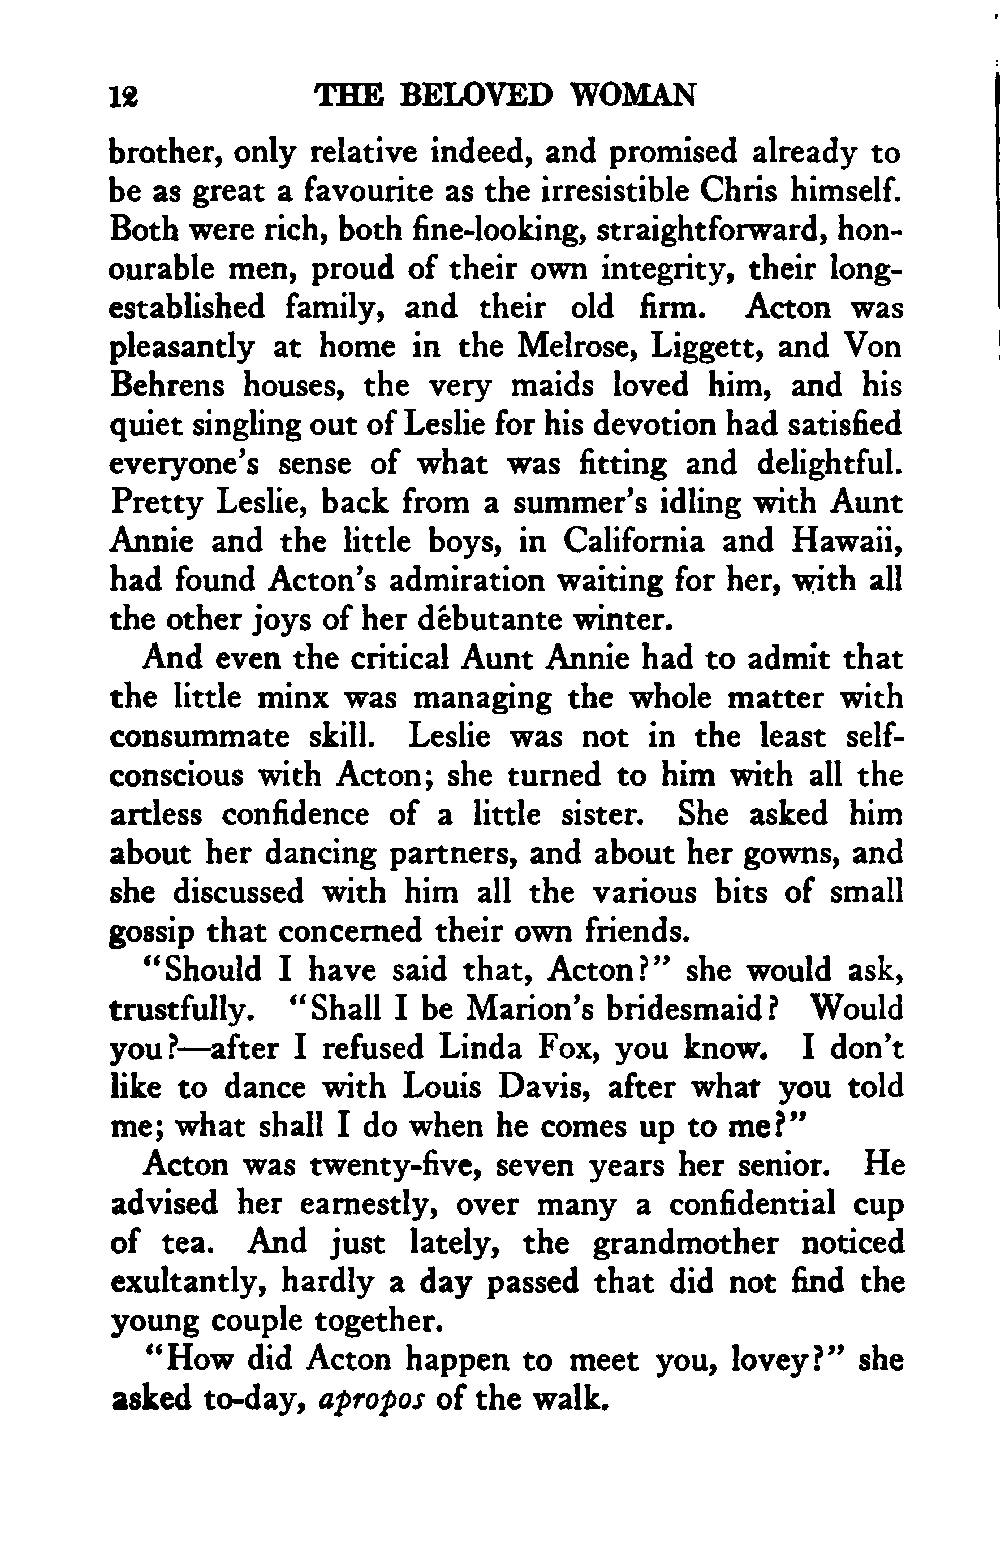 12 THE BELOVED WOMAN
brother, only relative indeed, and promised already to
be as great a favourite as the irresistible Chris himself.
Both were rich, both fine-looking, straightforward, hon-
ourable men, proud of their own integrity, their long-
established family, and their old firm. Acton was
pleasantly at home in the Melrose, Liggett, and Von
Behrens houses, the very maids loved him, and his
quiet singling out of Leslie for his devotion had satisfied
everyone's sense of what was fitting and delightful.
Pretty Leslie, back from a summer's idling with Aunt
Annie and the little boys, in California and Hawaii,
had found Acton's admiration waiting for her, with all
the other joys of her débutante winter.
And even the critical Aunt Annie had to admit that
the little minx was managing the whole matter with
consummate skill. Leslie was not in the least self-
conscious with Acton; she turned to him with all the
artless confidence of a little sister. She asked him
about her dancing partners, and about her gowns, and
she discussed with him all the various bits of small
gossip that concerned their own friends.
"Should I have said that, Acton?" she would ask,
trustfully. "Shall I be Marion's bridesmaid? Would
you?—after I refused Linda Fox, you know. I don't
like to dance with Louis Davis, after what you told
me; what shall I do when he comes up to me?"
Acton was twenty-five, seven years her senior. He
advised her earnestly, over many a confidential cup
of tea. And just lately, the grandmother noticed
exultantly, hardly a day passed that did not find the
young couple together.
"How did Acton happen to meet you, lovey?" she
asked to-day, apropos of the walk.